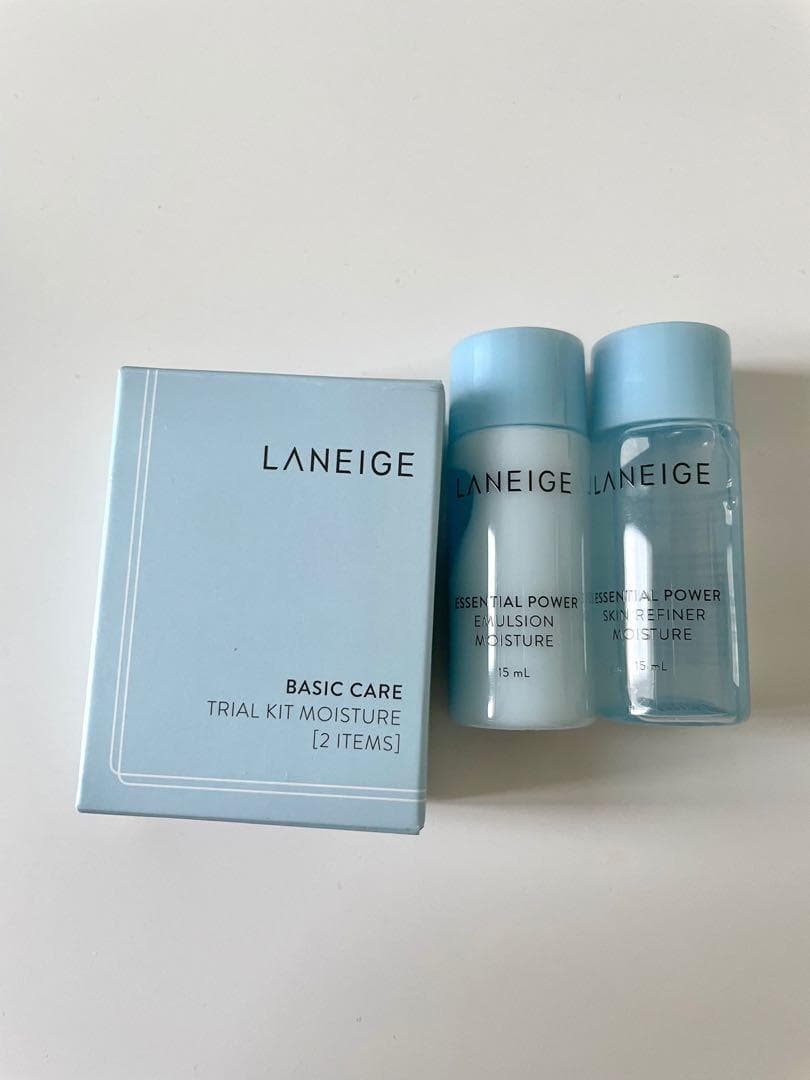 LANEIGE
BASIC CARE
TRIAL KIT MOISTURE
[2 ITEMS]
LANEIGE
ESSENTIAL POWER
EMULSION
MOISTURE
15 mL
LANEIGE
ESSENTIAL POWER
SKIN REFINER
MOISTURE
15 mL